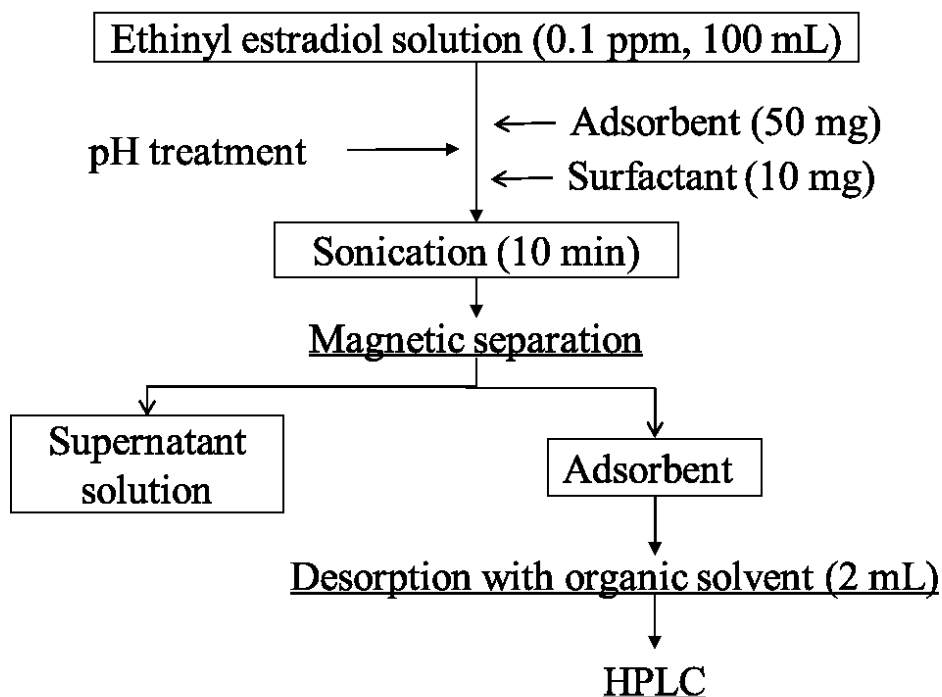 Ethinyl estradiol solution (0.1 ppm, 100 mL)
Adsorbent (50 mg)
pH treatment
Surfactant (10 mg)
Sonication (10 min)
Magnetic separation
Supernatant
solution
Adsorbent
Desorption with organic solvent (2 mL)
HPLC